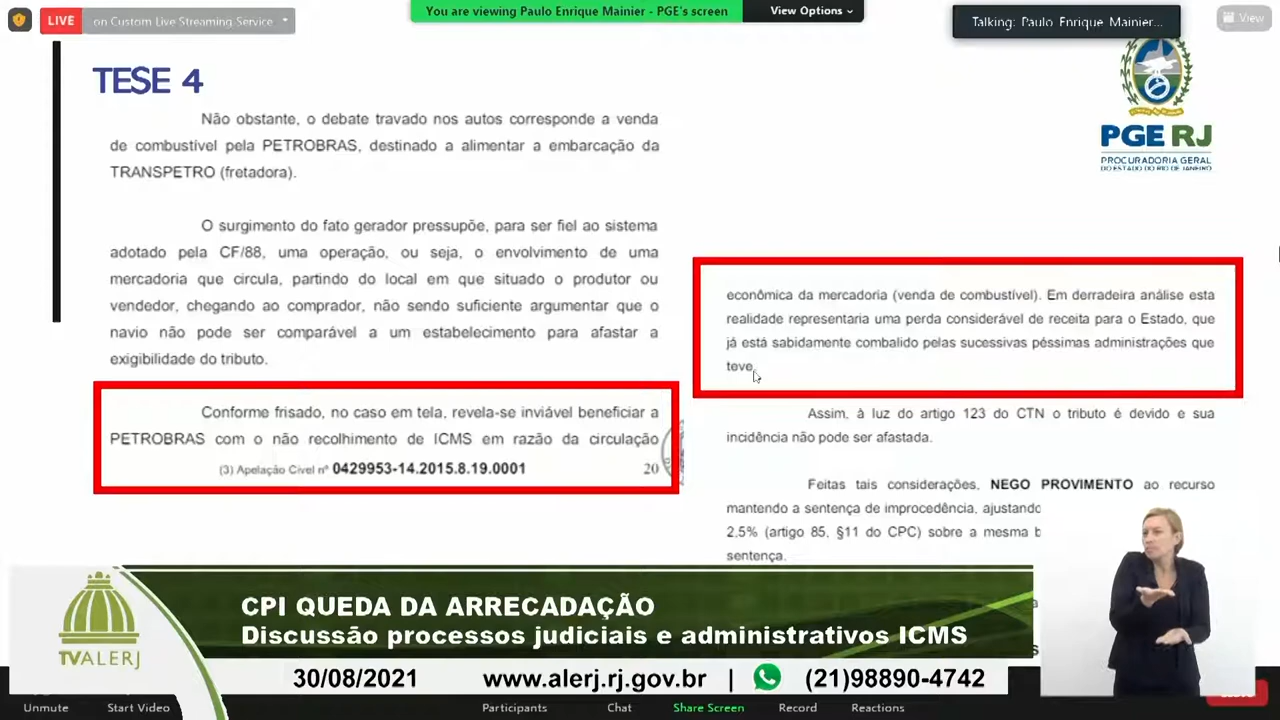 LIVE
on Custom Live Streaming Service
You are viewing Paulo Enrique Mainier - PGE's screen
View Options
Talking: Paulo Enrique Mainier...
View
TESE 4
PGE RJ
PROCURADORIA GERAL
DO ESTADO DO RIO DE JANEIRO
Não obstante, o debate travado nos autos corresponde a venda
de combustível pela PETROBRAS, destinado a alimentar a embarcação da
TRANSPETRO (fretadora).
O surgimento do fato gerador pressupõe, para ser fiel ao sistema
adotado pela CF/88, uma operação, ou seja, o envolvimento de uma
mercadoria que circula, partindo do local em que situado o produtor ou
vendedor, chegando ao comprador, não sendo suficiente argumentar que o
navio não pode ser comparável a um estabelecimento para afastar a
exigibilidade do tributo.
Conforme frisado, no caso em tela, revela-se inviável beneficiar a
PETROBRAS com o não recolhimento de ICMS em razão da circulação
(3) Apelação Cível nº 0429953-14.2015.8.19.0001 20
econômica da mercadoria (venda de combustível). Em derradeira análise esta
realidade representaria uma perda considerável de receita para o Estado, que
já está sabidamente combalido pelas sucessivas péssimas administrações que
teve.
Assim, à luz do artigo 123 do CTN o tributo é devido e sua
incidência não pode ser afastada.
Feitas tais considerações, NEGO PROVIMENTO ao recurso
mantendo a sentença de improcedência, ajustando
2,5% (artigo 85, §11 do CPC) sobre a mesma b
sentença.
TVALERJ
CPI QUEDA DA ARRECADAÇÃO
Discussão processos judiciais e administrativos ICMS
30/08/2021 www.alerj.rj.gov.br | (21)98890-4742
Unmute Start Video Participants Chat Share Screen Record Reactions